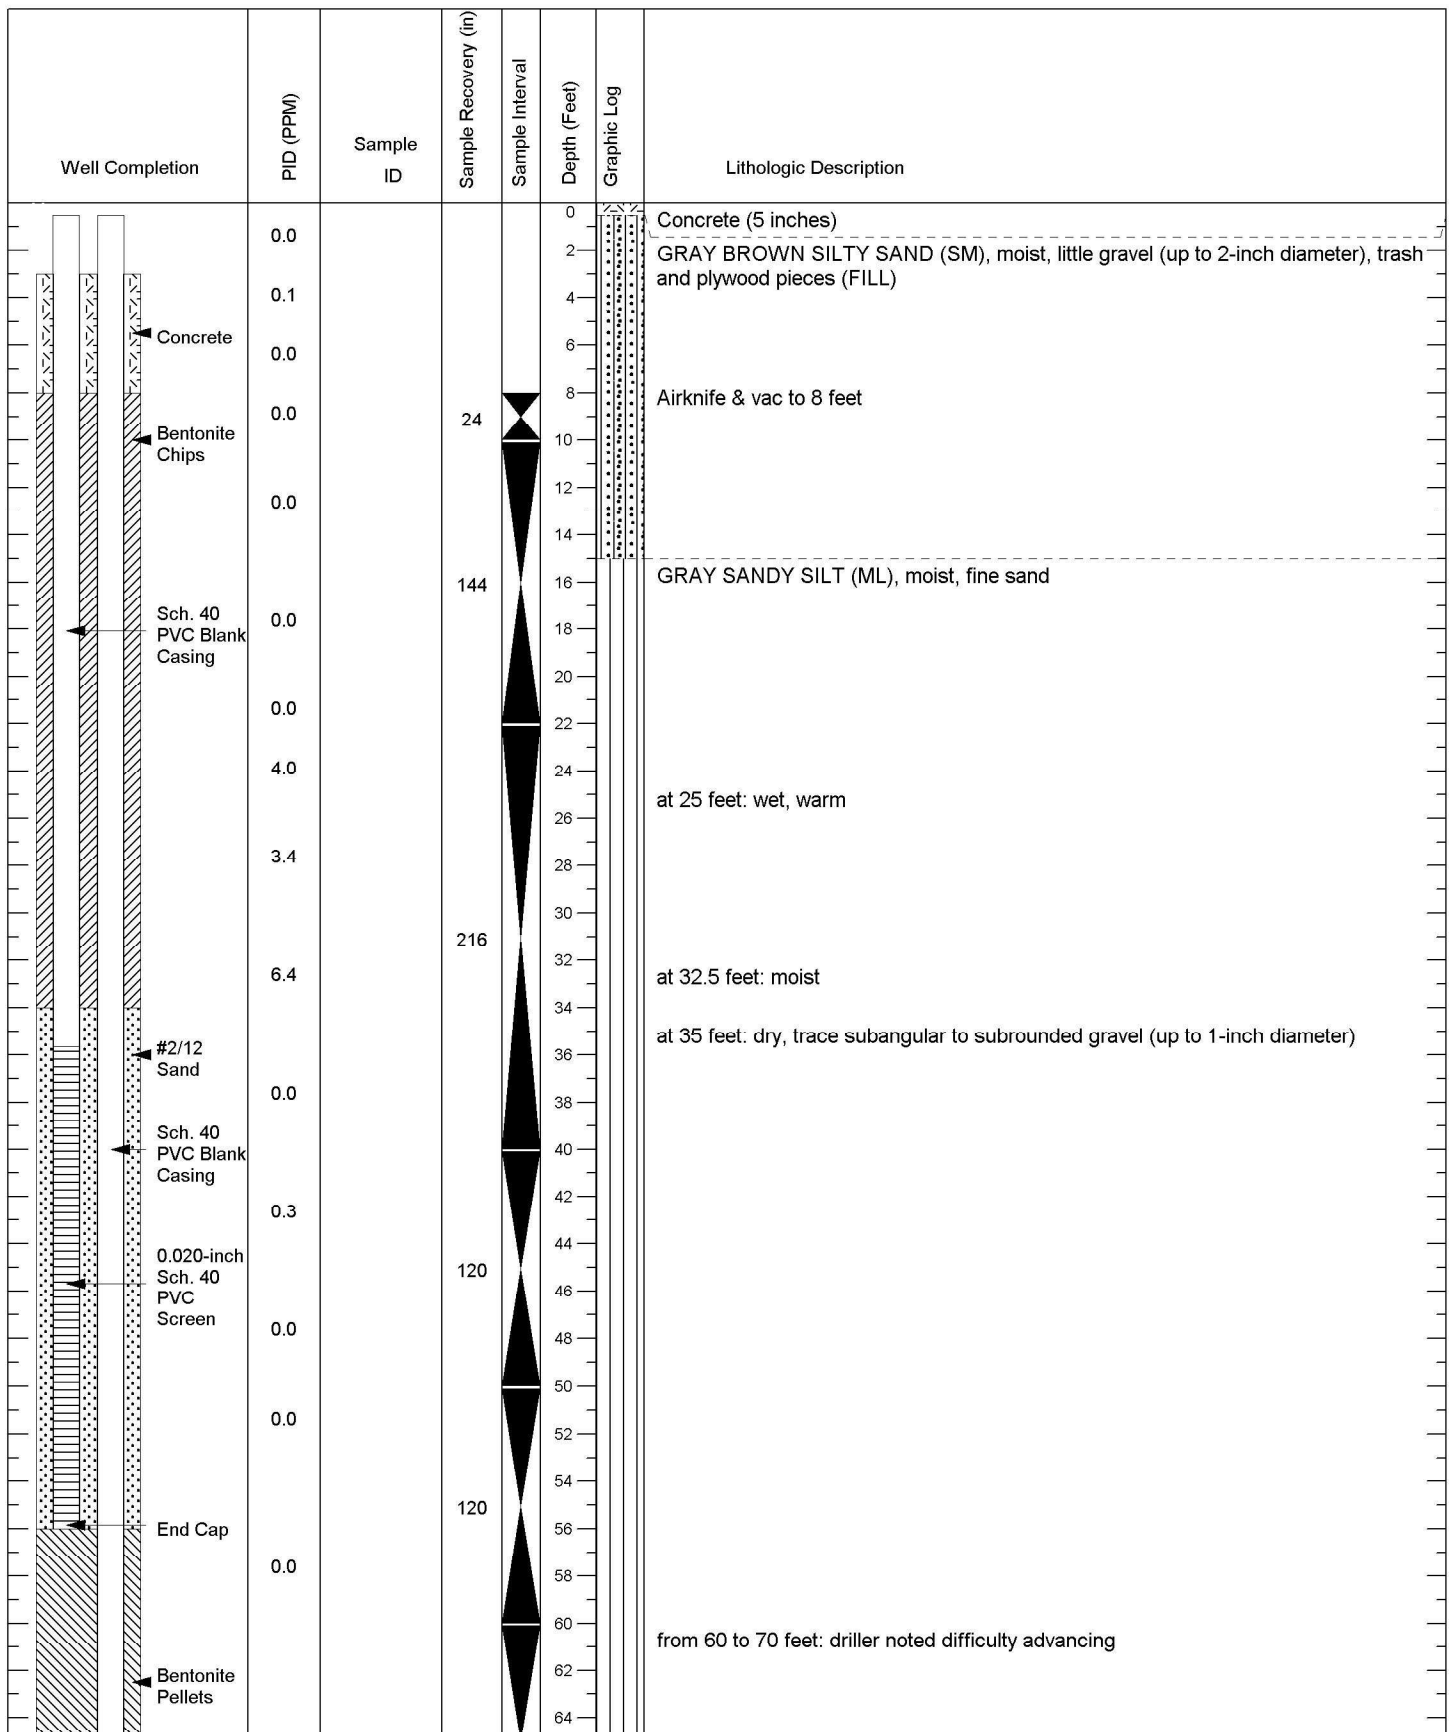 Well Completion
PID (PPM)
Sample
ID
Sample Recovery (in)
Sample Interval
Depth (Feet)
Graphic Log
Lithologic Description
0
Concrete (5 inches)
0.0
2
GRAY BROWN SILTY SAND (SM), moist, little gravel (up to 2-inch diameter), trash
and plywood pieces (FILL)
0.1
4
Concrete
0.0
6
8
Airknife & vac to 8 feet
0.0
24
Bentonite
Chips
10
0.0
12
14
144
16
GRAY SANDY SILT (ML), moist, fine sand
Sch. 40
PVC Blank
Casing
0.0
18
20
0.0
22
4.0
24
at 25 feet: wet, warm
26
3.4
28
30
216
32
6.4
at 32.5 feet: moist
34
at 35 feet: dry, trace subangular to subrounded gravel (up to 1-inch diameter)
#2/12
Sand
36
0.0
38
Sch. 40
PVC Blank
Casing
40
42
0.3
44
0.020-inch
Sch. 40
PVC
Screen
120
46
0.0
48
50
0.0
52
54
120
End Cap
56
0.0
58
60
from 60 to 70 feet: driller noted difficulty advancing
62
Bentonite
Pellets
64